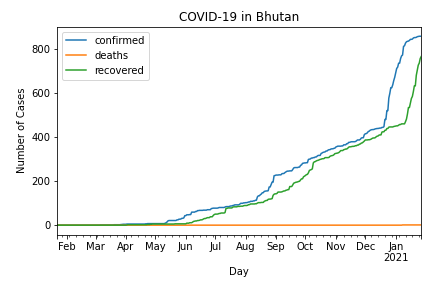 COVID-19 in Bhutan
confirmed
deaths
recovered
Number of Cases
800
600
400
200
0
Feb Mar Apr May Jun Jul Aug Sep Oct Nov Dec Jan
2021
Day